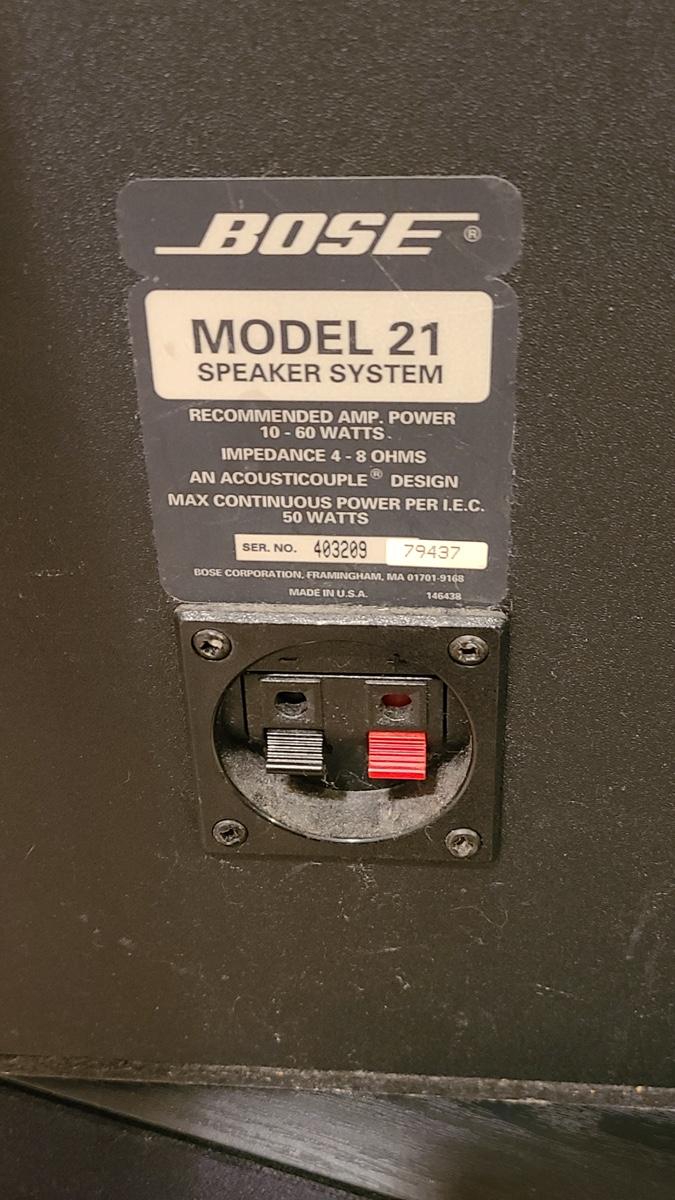 BOSE®
MODEL 21
SPEAKER SYSTEM
RECOMMENDED AMP. POWER
10 - 60 WATTS.
IMPEDANCE 4 - 8 OHMS
AN ACOUSTICOUPLE® DESIGN
MAX CONTINUOUS POWER PER I.E.C.
50 WATTS
SER. NO. 403209 79437
BOSE CORPORATION, FRAMINGHAM, MA 01701-9168
MADE IN U.S.A. 146438
- +